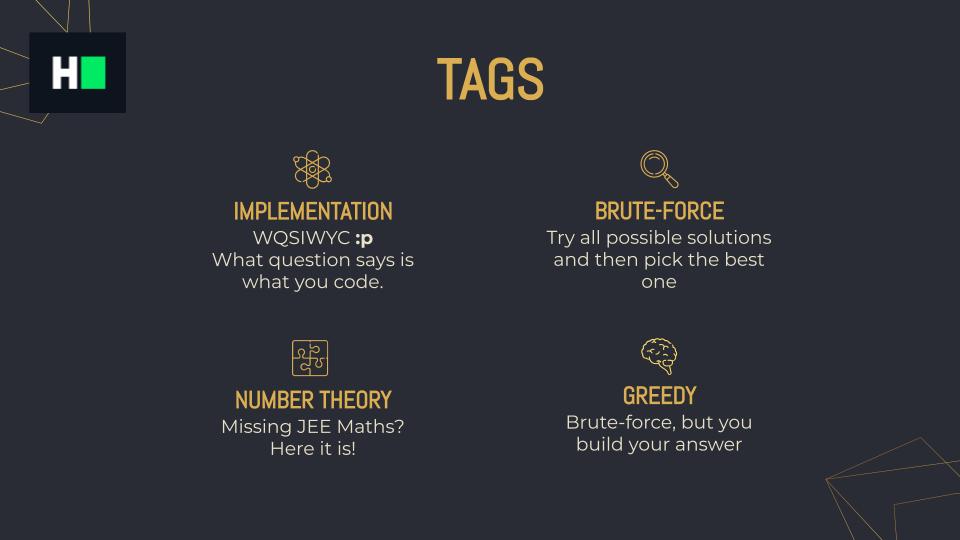 H
TAGS
IMPLEMENTATION
WQSIWYC :p
What question says is
what you code.
BRUTE-FORCE
Try all possible solutions
and then pick the best
one
NUMBER THEORY
Missing JEE Maths?
Here it is!
GREEDY
Brute-force, but you
build your answer